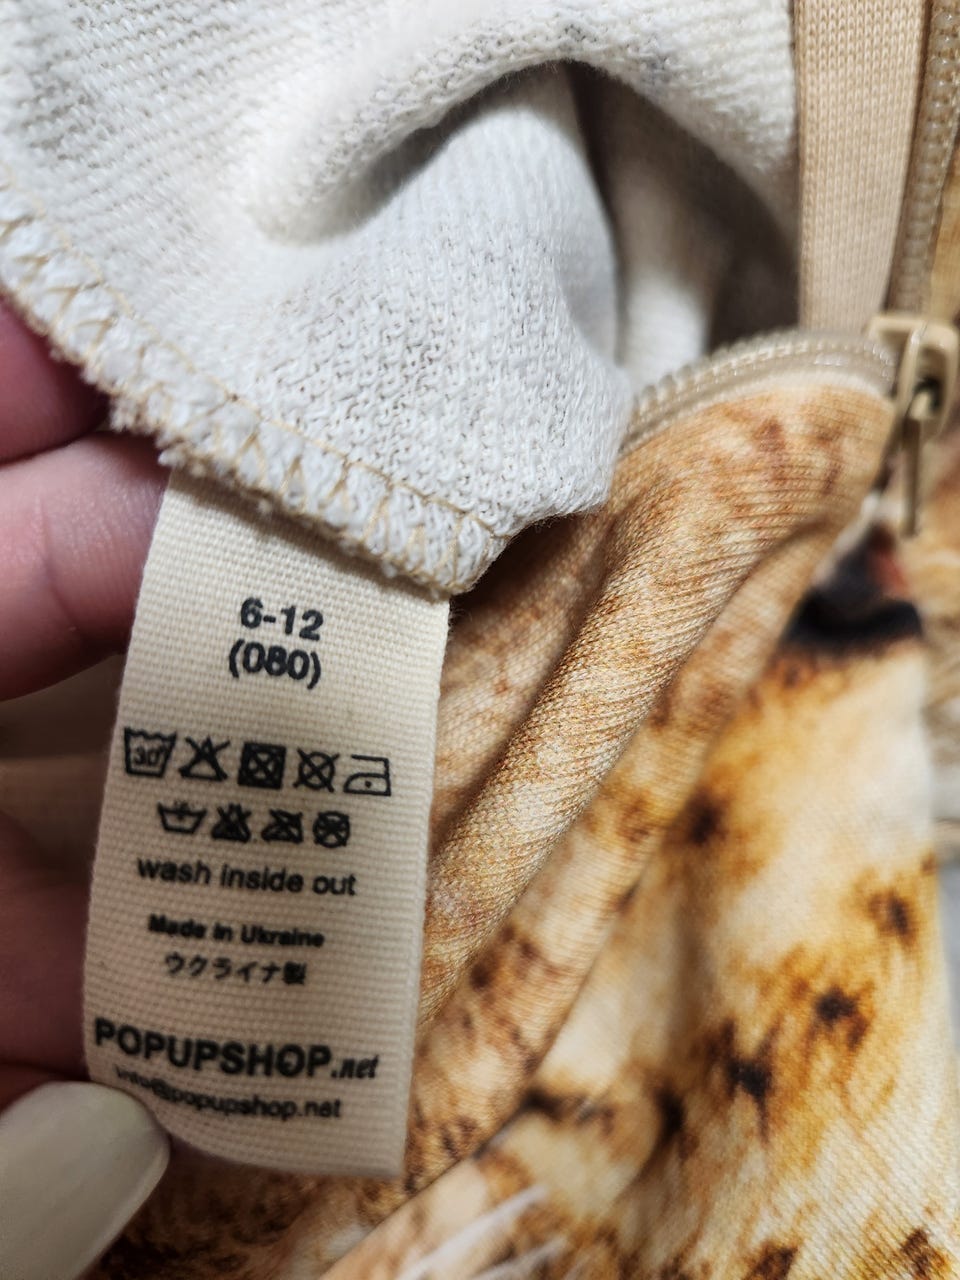 6-12
(080)
30°
wash inside out
Made in Ukraine
ウクライナ製
POPUPSHOP.net
info@popupshop.net